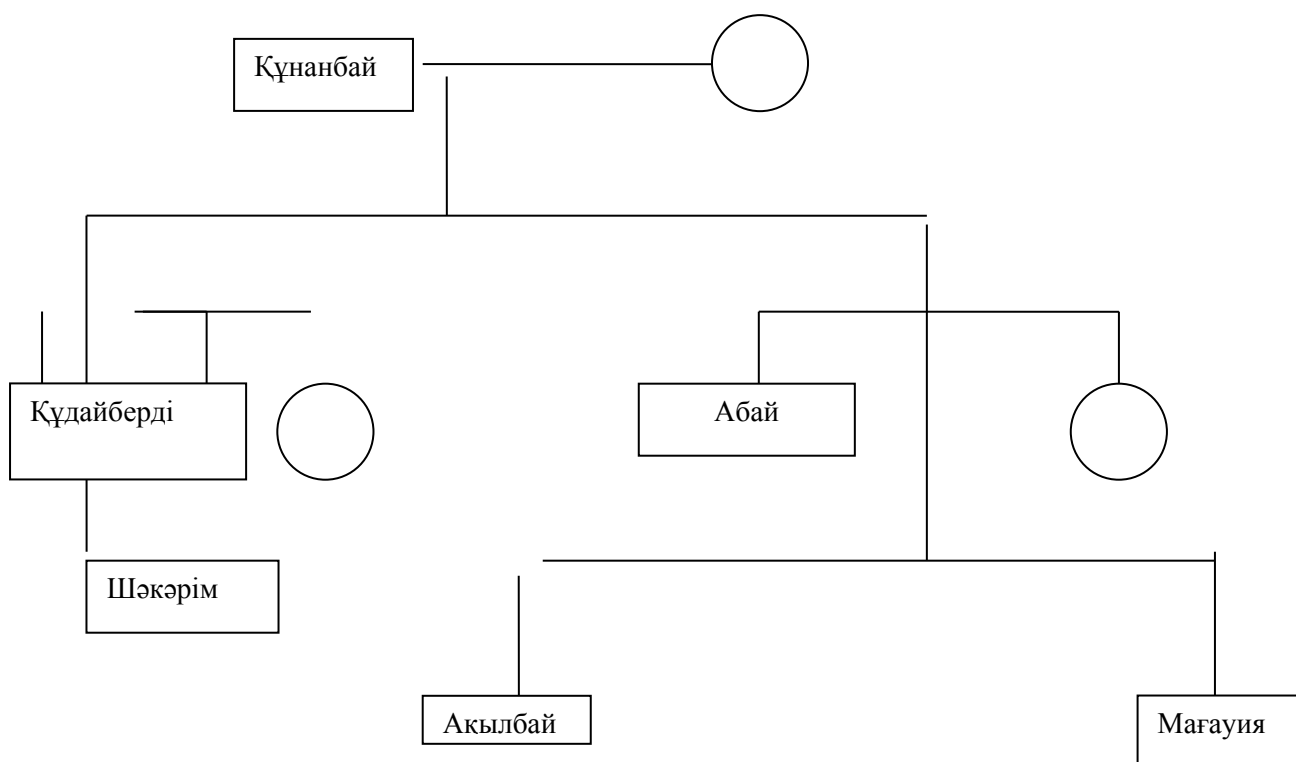 Құнанбай
Құдайберді
Абай
Шәкәрім
Ақылбай
Мағауия